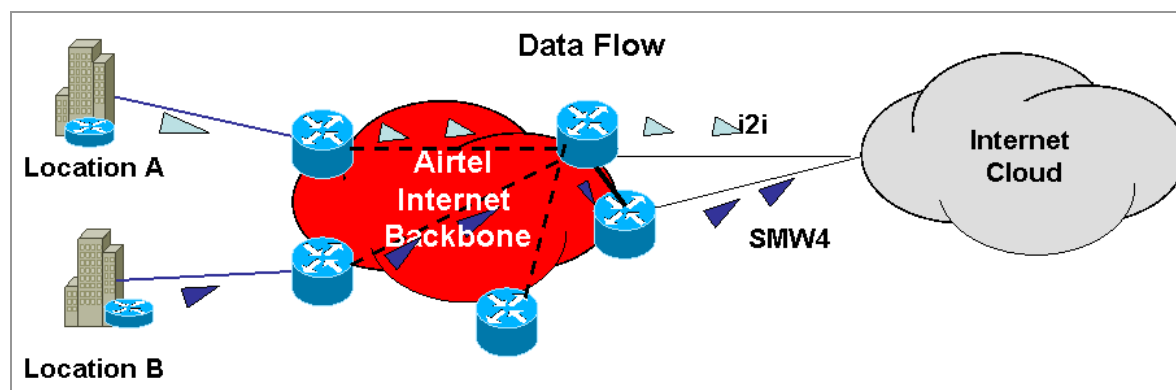 Data Flow
Location A
Airtel
Internet
Backbone
i2i
Internet
Cloud
SMW4
Location B